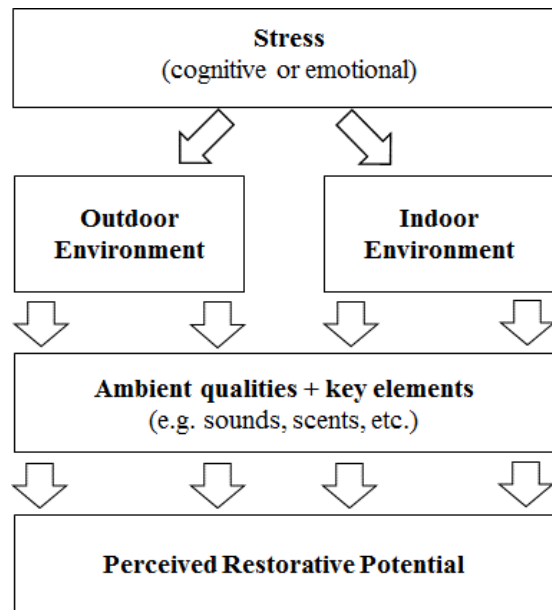 Stress
(cognitive or emotional)
Outdoor
Environment
Indoor
Environment
Ambient qualities + key elements
(e.g. sounds, scents, etc.)
Perceived Restorative Potential